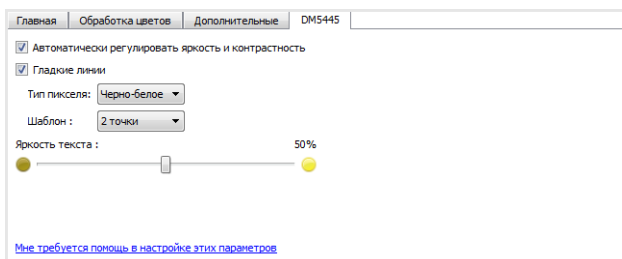 Главная Обработка цветов Дополнительные DM5445
Автоматически регулировать яркость и контрастность
Гладкие линии
Тип пикселя: Черно-белое
Шаблон : 2 точки
Яркость текста : 50%
Мне требуется помощь в настройке этих параметров